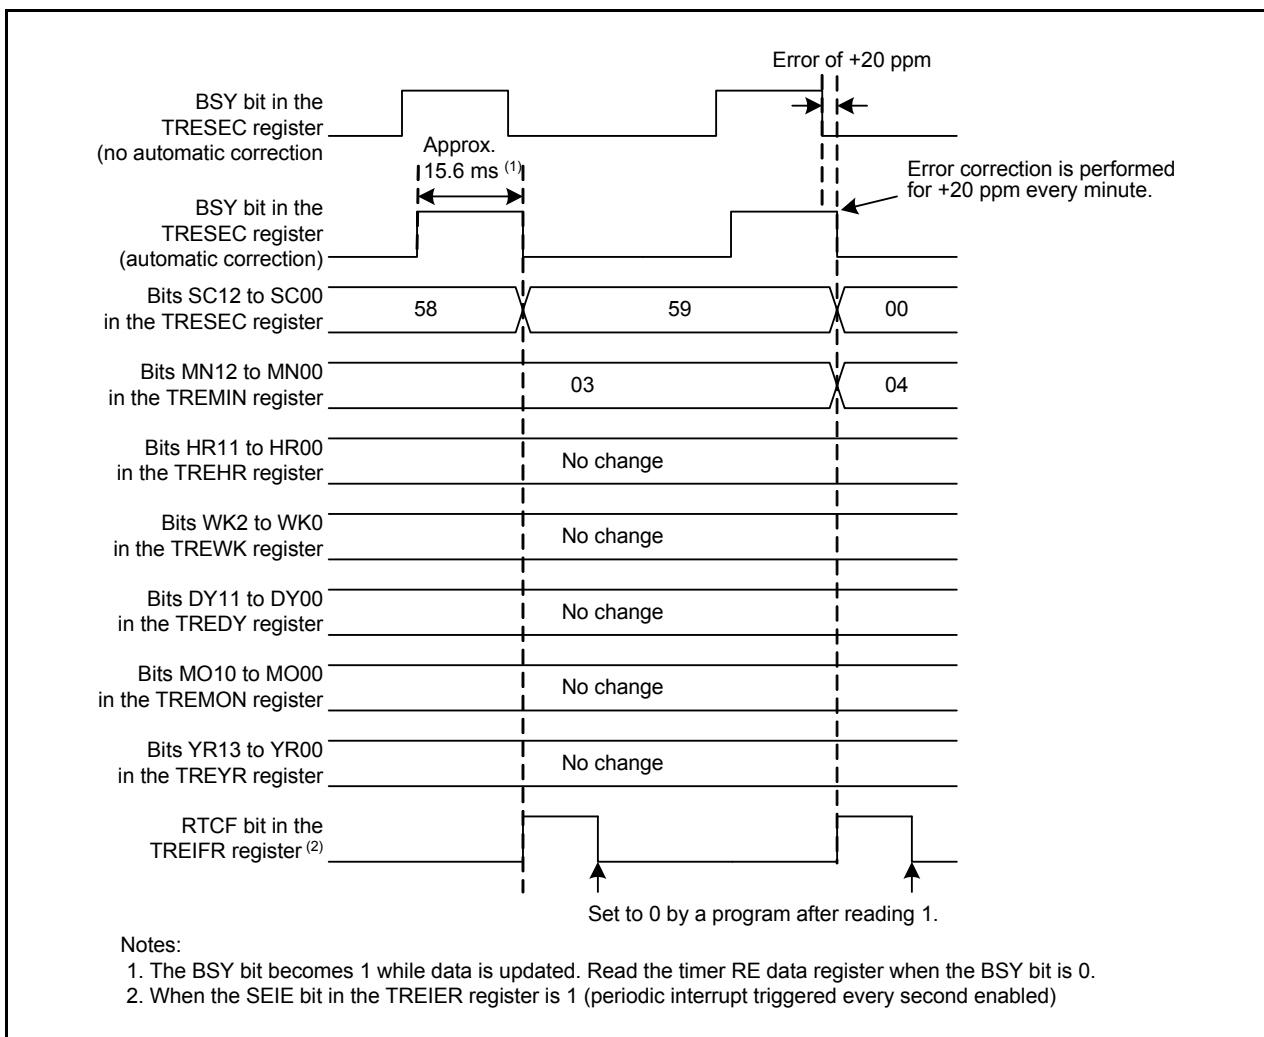 Error of +20 ppm
BSY bit in the
TRESEC register
(no automatic correction
Approx.
15.6 ms (1)
Error correction is performed
for +20 ppm every minute.
BSY bit in the
TRESEC register
(automatic correction)
Bits SC12 to SC00
in the TRESEC register
58
59
00
Bits MN12 to MN00
in the TREMIN register
03
04
Bits HR11 to HR00
in the TREHR register
No change
Bits WK2 to WK0
in the TREWK register
No change
Bits DY11 to DY00
in the TREDY register
No change
Bits MO10 to MO00
in the TREMON register
No change
Bits YR13 to YR00
in the TREYR register
No change
RTCF bit in the
TREIFR register (2)
Set to 0 by a program after reading 1.
Notes:
1. The BSY bit becomes 1 while data is updated. Read the timer RE data register when the BSY bit is 0.
2. When the SEIE bit in the TREIER register is 1 (periodic interrupt triggered every second enabled)